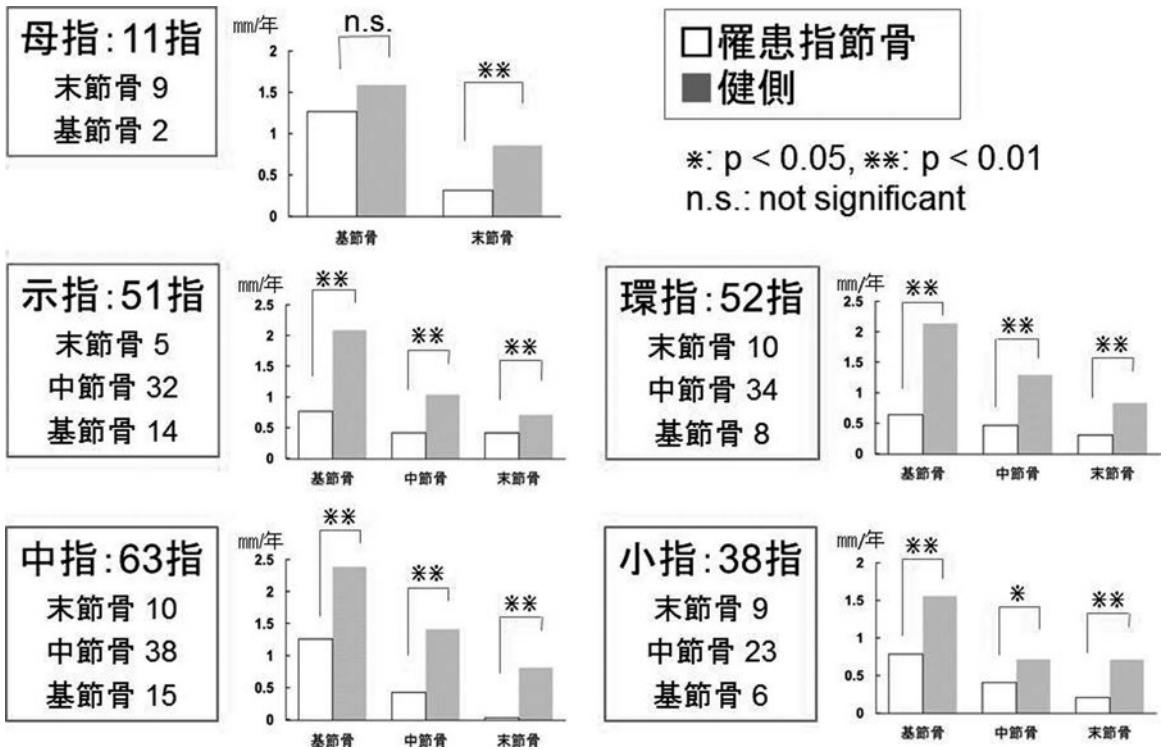 母指:11指
末節骨 9
基節骨 2
mm/年
n.s.
**
2
1.5
1
0.5
0
基節骨
末節骨
罹患指節骨
健側
*: p < 0.05, **: p < 0.01
n.s.: not significant
示指:51指
末節骨 5
中節骨 32
基節骨 14
mm/年
**
**
**
2.5
2
1.5
1
0.5
0
基節骨
中節骨
末節骨
環指:52指
末節骨 10
中節骨 34
基節骨 8
mm/年
**
**
**
2.5
2
1.5
1
0.5
0
基節骨
中節骨
末節骨
中指:63指
末節骨 10
中節骨 38
基節骨 15
mm/年
**
**
**
2.5
2
1.5
1
0.5
0
基節骨
中節骨
末節骨
小指:38指
末節骨 9
中節骨 23
基節骨 6
mm/年
**
*
**
2
1.5
1
0.5
0
基節骨
中節骨
末節骨